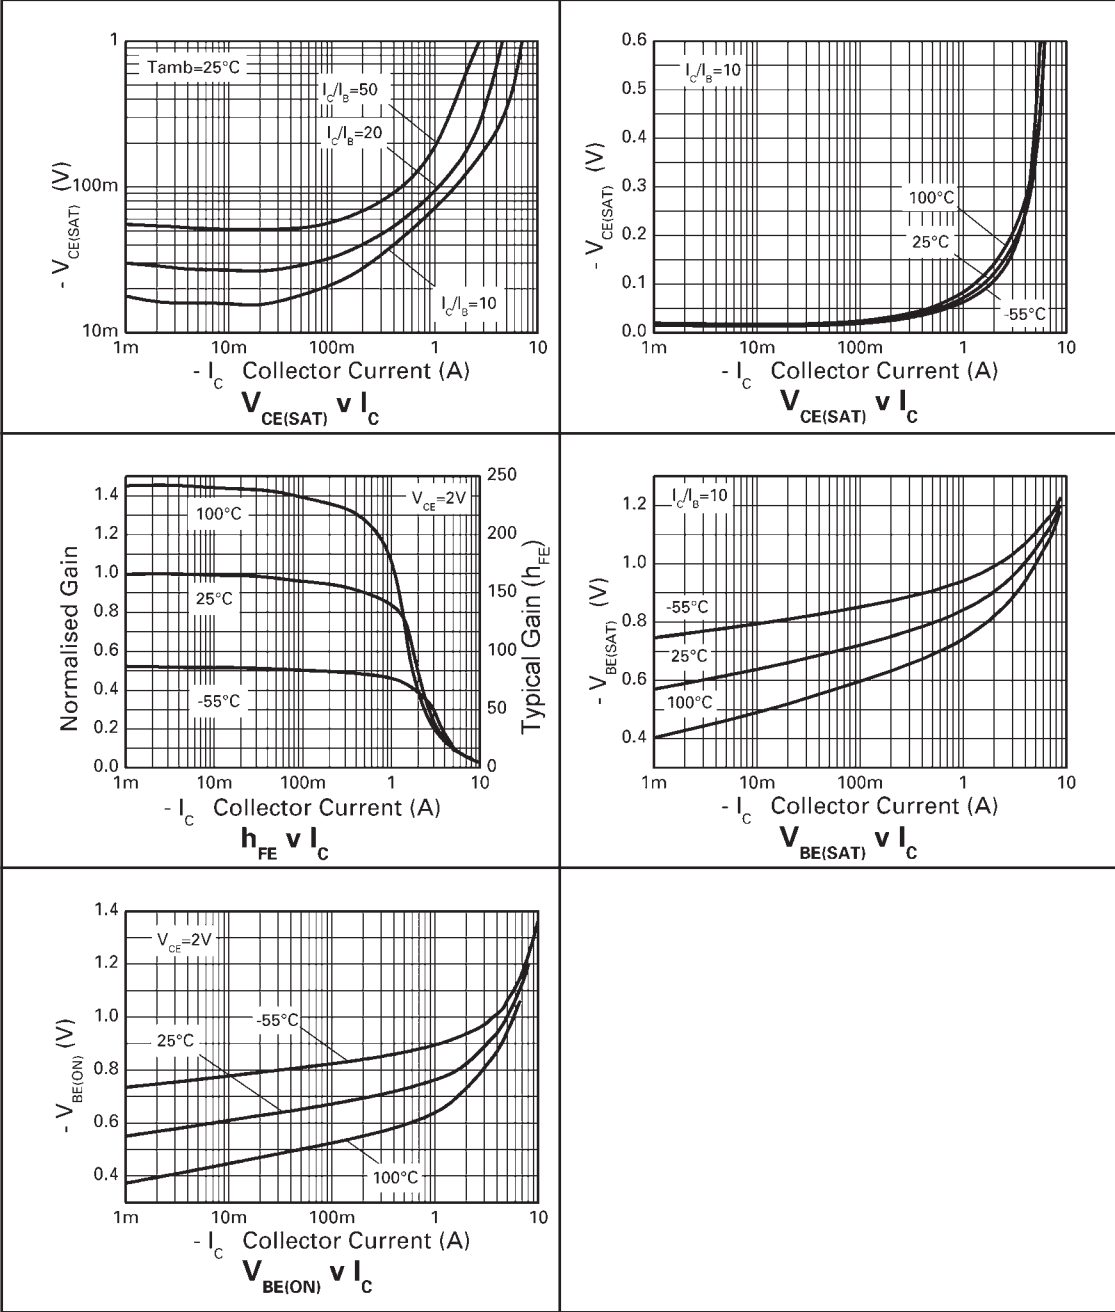 1
Tamb=25°C
I_C/I_B=50
I_C/I_B=20
100m
I_C/I_B=10
10m
- V_CE(SAT) (V)
1m 10m 100m 1 10
- I_C Collector Current (A)
V_CE(SAT) v I_C
0.6
I_C/I_B=10
0.5
0.4
0.3
100°C
0.2
25°C
0.1
-55°C
0.0
- V_CE(SAT) (V)
1m 10m 100m 1 10
- I_C Collector Current (A)
V_CE(SAT) v I_C
250
1.4
V_CE=2V
100°C
1.2
200
1.0
25°C
150
0.8
0.6
100
0.4
-55°C
50
0.2
0.0
0
Normalised Gain
Typical Gain (h_FE)
1m 10m 100m 1 10
- I_C Collector Current (A)
h_FE v I_C
1.2
I_C/I_B=10
1.0
0.8
-55°C
25°C
0.6
100°C
0.4
- V_BE(SAT) (V)
1m 10m 100m 1 10
- I_C Collector Current (A)
V_BE(SAT) v I_C
1.4
V_CE=2V
1.2
1.0
-55°C
25°C
0.8
0.6
0.4
100°C
- V_BE(ON) (V)
1m 10m 100m 1 10
- I_C Collector Current (A)
V_BE(ON) v I_C